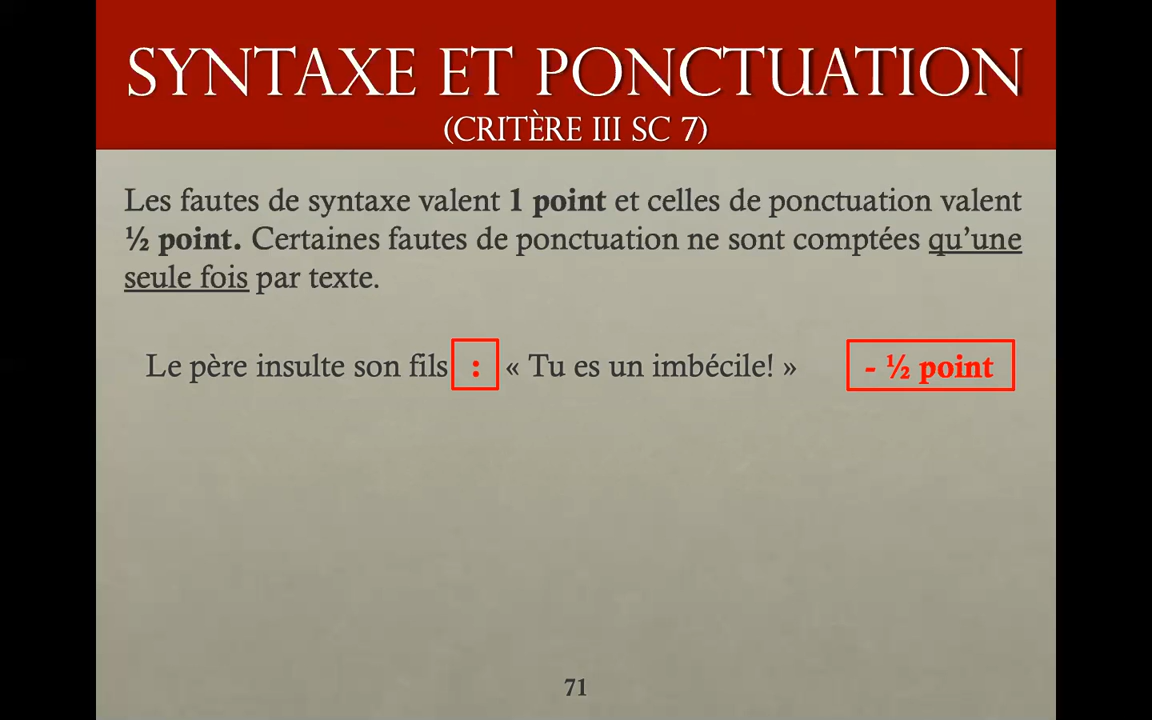 SYNTAXE ET PONCTUATION
(CRITÈRE III SC 7)
Les fautes de syntaxe valent 1 point et celles de ponctuation valent
½ point. Certaines fautes de ponctuation ne sont comptées qu’une
seule fois par texte.
Le père insulte son fils : « Tu es un imbécile! » - ½ point
71